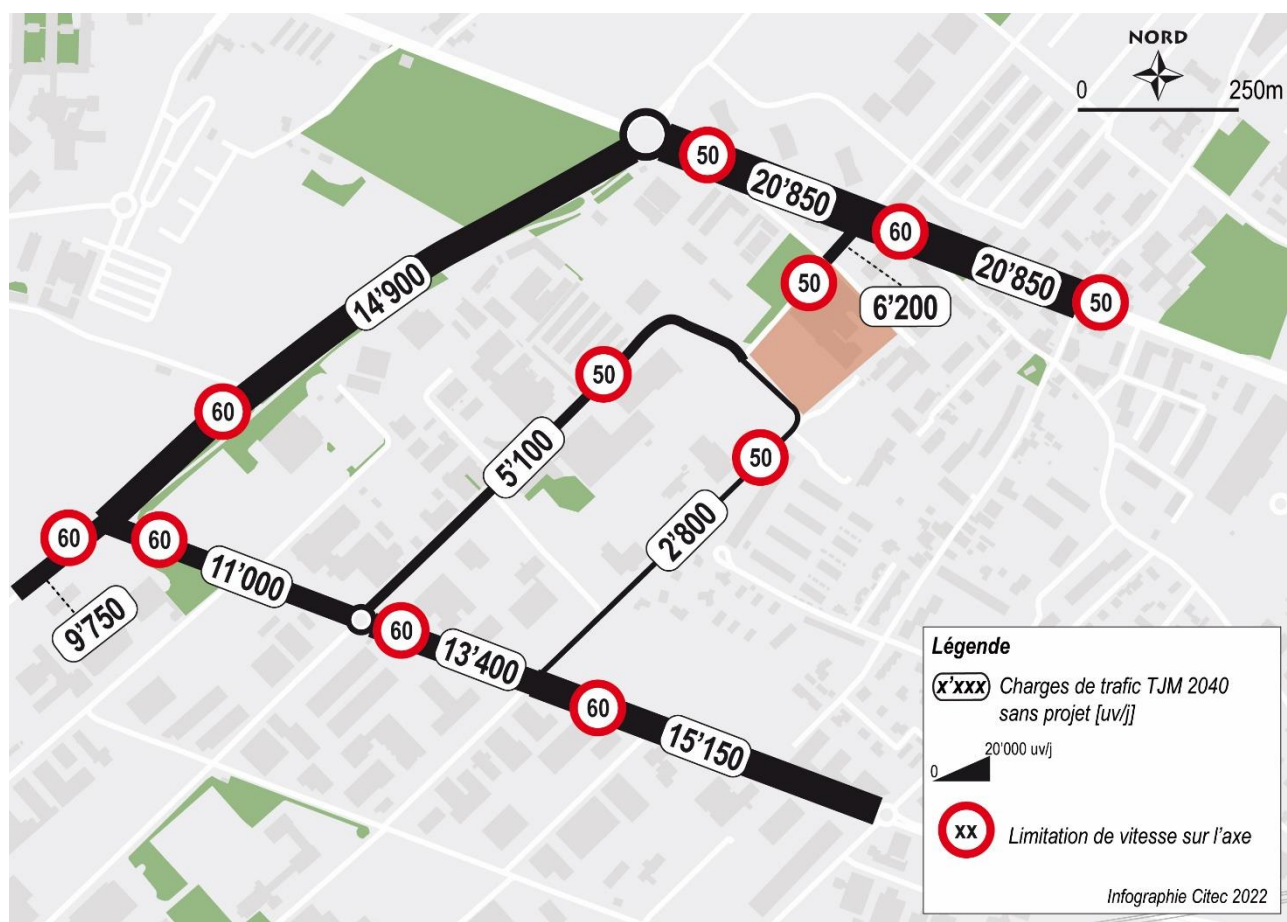 NORD
0 250m
50
20'850
60
20'850
50
50
6'200
14'900
50
5'100
60
50
2'800
60
60
11'000
9'750
60
13'400
60
15'150
Légende
x'xxx Charges de trafic TJM 2040
sans projet [uv/j]
20'000 uv/j
0
xx Limitation de vitesse sur l'axe
Infographie Citec 2022